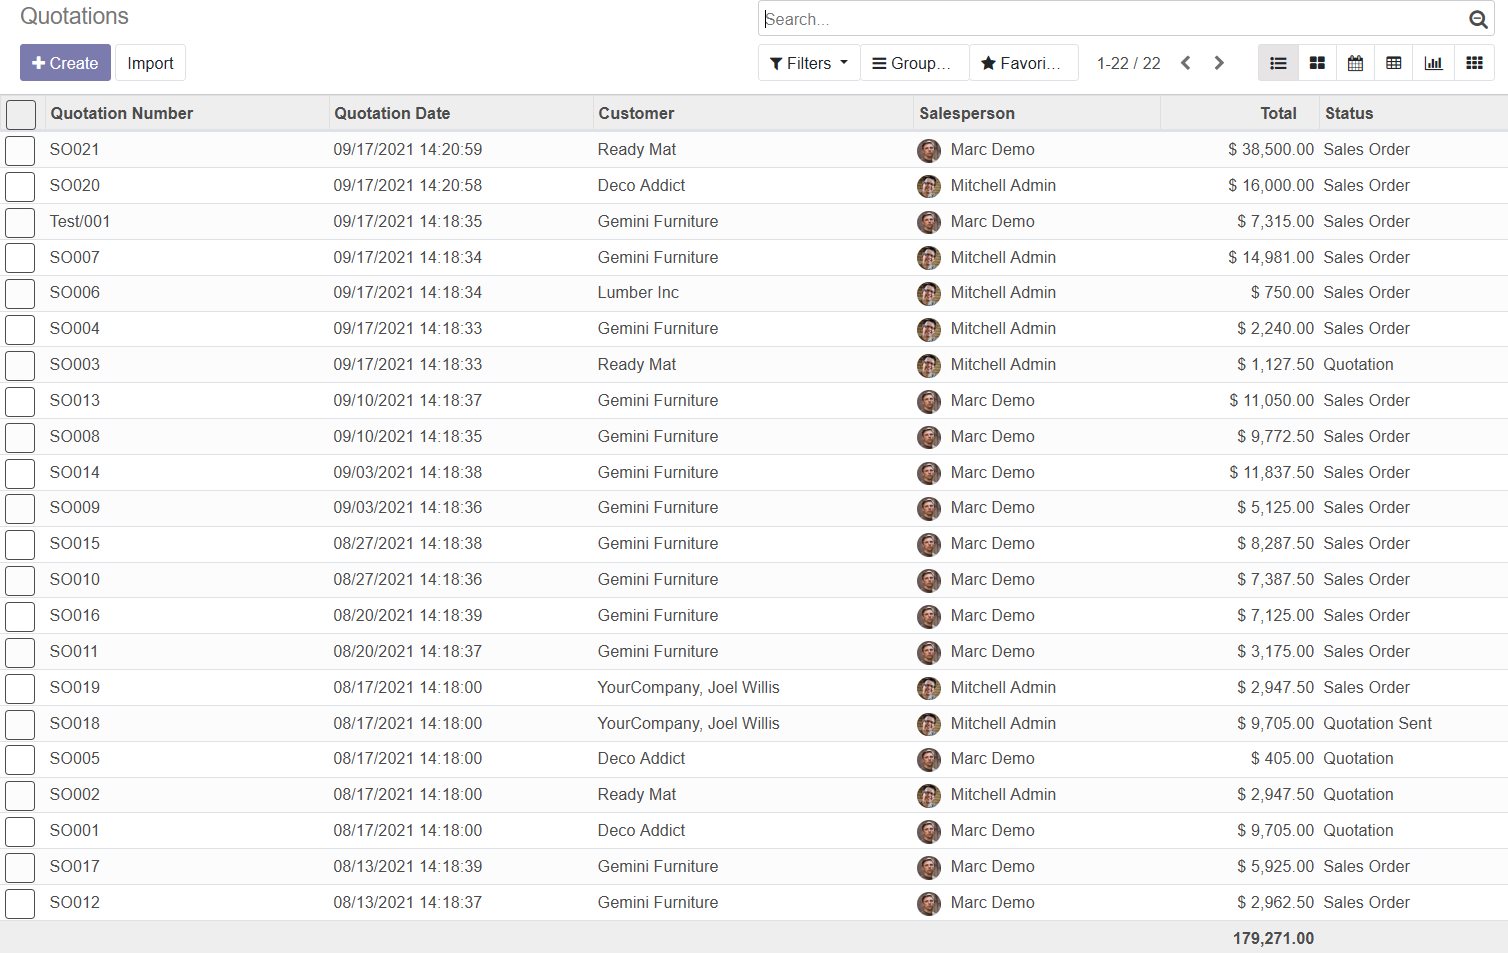 Quotations
Search...
Create Import Filters Group... Favori... 1-22 / 22
Quotation Number Quotation Date Customer Salesperson Total Status
SO021 09/17/2021 14:20:59 Ready Mat Marc Demo $ 38,500.00 Sales Order
SO020 09/17/2021 14:20:58 Deco Addict Mitchell Admin $ 16,000.00 Sales Order
Test/001 09/17/2021 14:18:35 Gemini Furniture Marc Demo $ 7,315.00 Sales Order
SO007 09/17/2021 14:18:34 Gemini Furniture Mitchell Admin $ 14,981.00 Sales Order
SO006 09/17/2021 14:18:34 Lumber Inc Mitchell Admin $ 750.00 Sales Order
SO004 09/17/2021 14:18:33 Gemini Furniture Mitchell Admin $ 2,240.00 Sales Order
SO003 09/17/2021 14:18:33 Ready Mat Mitchell Admin $ 1,127.50 Quotation
SO013 09/10/2021 14:18:37 Gemini Furniture Marc Demo $ 11,050.00 Sales Order
SO008 09/10/2021 14:18:35 Gemini Furniture Marc Demo $ 9,772.50 Sales Order
SO014 09/03/2021 14:18:38 Gemini Furniture Marc Demo $ 11,837.50 Sales Order
SO009 09/03/2021 14:18:36 Gemini Furniture Marc Demo $ 5,125.00 Sales Order
SO015 08/27/2021 14:18:38 Gemini Furniture Marc Demo $ 8,287.50 Sales Order
SO010 08/27/2021 14:18:36 Gemini Furniture Marc Demo $ 7,387.50 Sales Order
SO016 08/20/2021 14:18:39 Gemini Furniture Marc Demo $ 7,125.00 Sales Order
SO011 08/20/2021 14:18:37 Gemini Furniture Marc Demo $ 3,175.00 Sales Order
SO019 08/17/2021 14:18:00 YourCompany, Joel Willis Mitchell Admin $ 2,947.50 Sales Order
SO018 08/17/2021 14:18:00 YourCompany, Joel Willis Mitchell Admin $ 9,705.00 Quotation Sent
SO005 08/17/2021 14:18:00 Deco Addict Marc Demo $ 405.00 Quotation
SO002 08/17/2021 14:18:00 Ready Mat Mitchell Admin $ 2,947.50 Quotation
SO001 08/17/2021 14:18:00 Deco Addict Marc Demo $ 9,705.00 Quotation
SO017 08/13/2021 14:18:39 Gemini Furniture Marc Demo $ 5,925.00 Sales Order
SO012 08/13/2021 14:18:37 Gemini Furniture Marc Demo $ 2,962.50 Sales Order
179,271.00